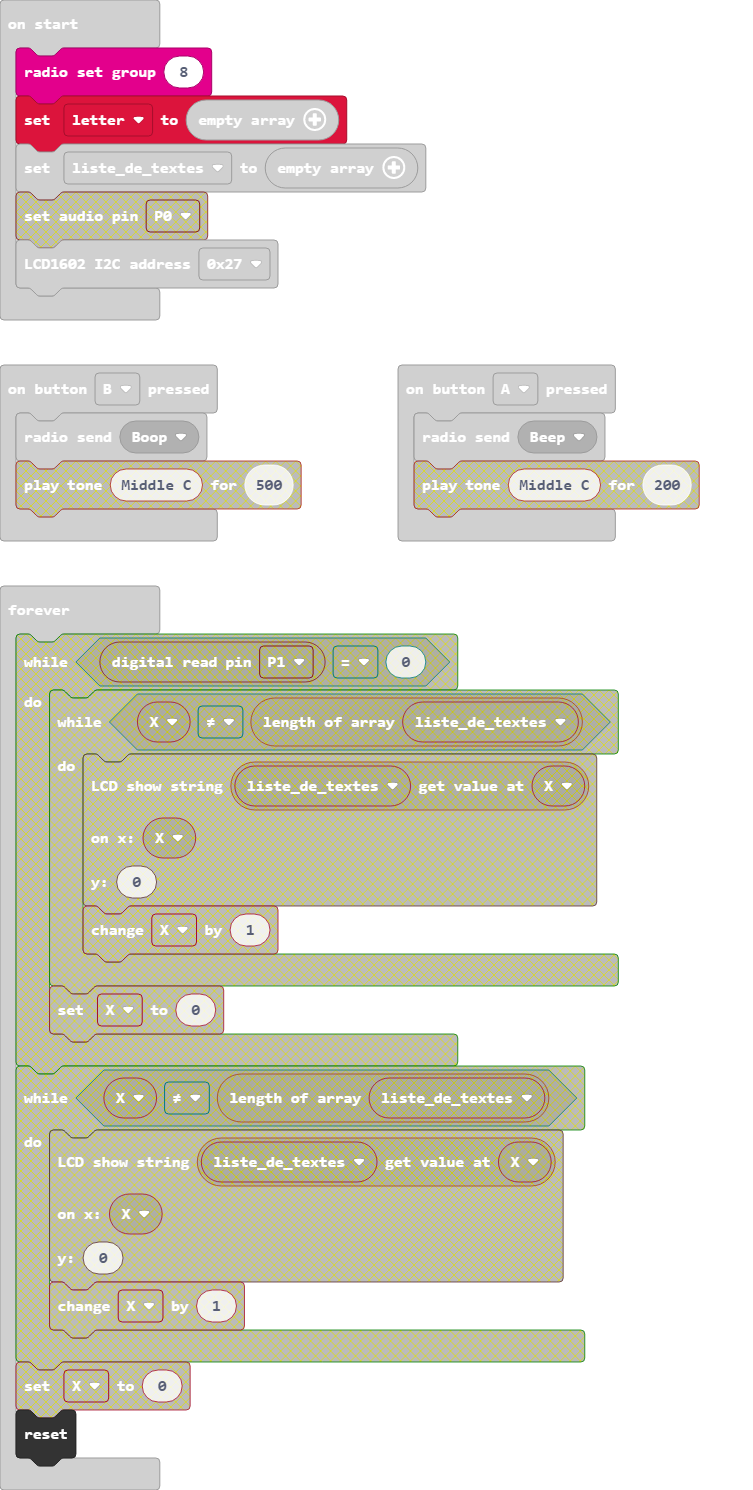 on start
radio set group 8
set letter to empty array
set liste_de_textes to empty array
set audio pin P0
LCD1602 I2C address 0x27
on button B pressed
radio send Boop
play tone Middle C for 500
on button A pressed
radio send Beep
play tone Middle C for 200
forever
while digital read pin P1 = 0
do
while X ≠ length of array liste_de_textes
do
LCD show string liste_de_textes get value at X
on x: X
y: 0
change X by 1
set X to 0
while X ≠ length of array liste_de_textes
do
LCD show string liste_de_textes get value at X
on x: X
y: 0
change X by 1
set X to 0
reset